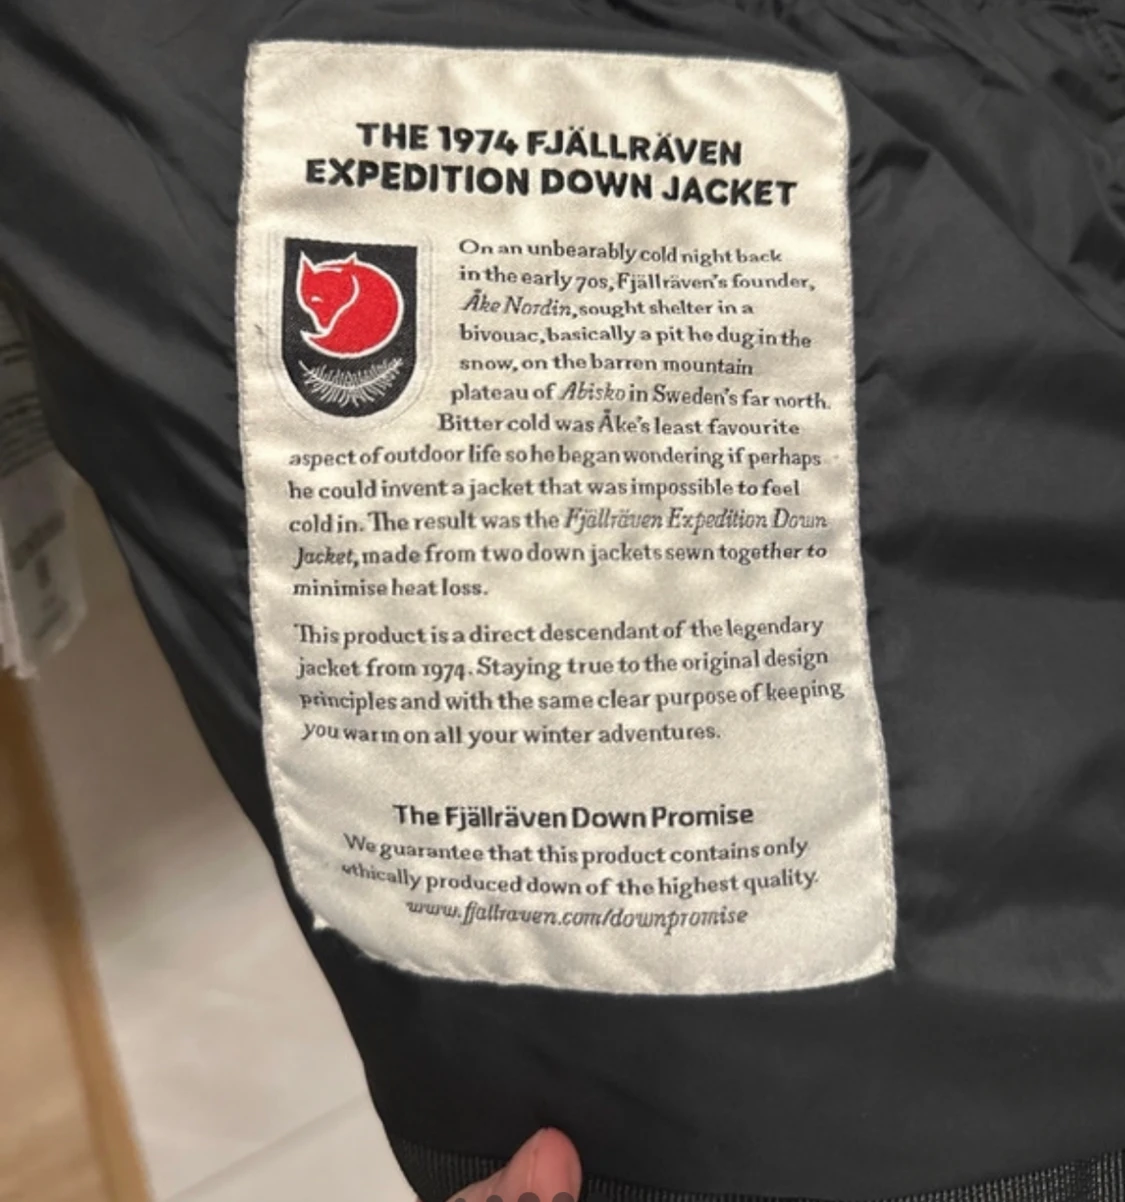 THE 1974 FJÄLLRÄVEN
EXPEDITION DOWN JACKET
On an unbearably cold night back
in the early 70s, Fjällräven's founder,
Åke Nordin, sought shelter in a
bivouac, basically a pit he dug in the
snow, on the barren mountain
plateau of Abisko in Sweden's far north.
Bitter cold was Åke's least favourite
aspect of outdoor life so he began wondering if perhaps
he could invent a jacket that was impossible to feel
cold in. The result was the Fjällräven Expedition Down
Jacket, made from two down jackets sewn together to
minimise heat loss.
This product is a direct descendant of the legendary
jacket from 1974. Staying true to the original design
principles and with the same clear purpose of keeping
you warm on all your winter adventures.
The Fjällräven Down Promise
We guarantee that this product contains only
ethically produced down of the highest quality.
www.fjallraven.com/downpromise